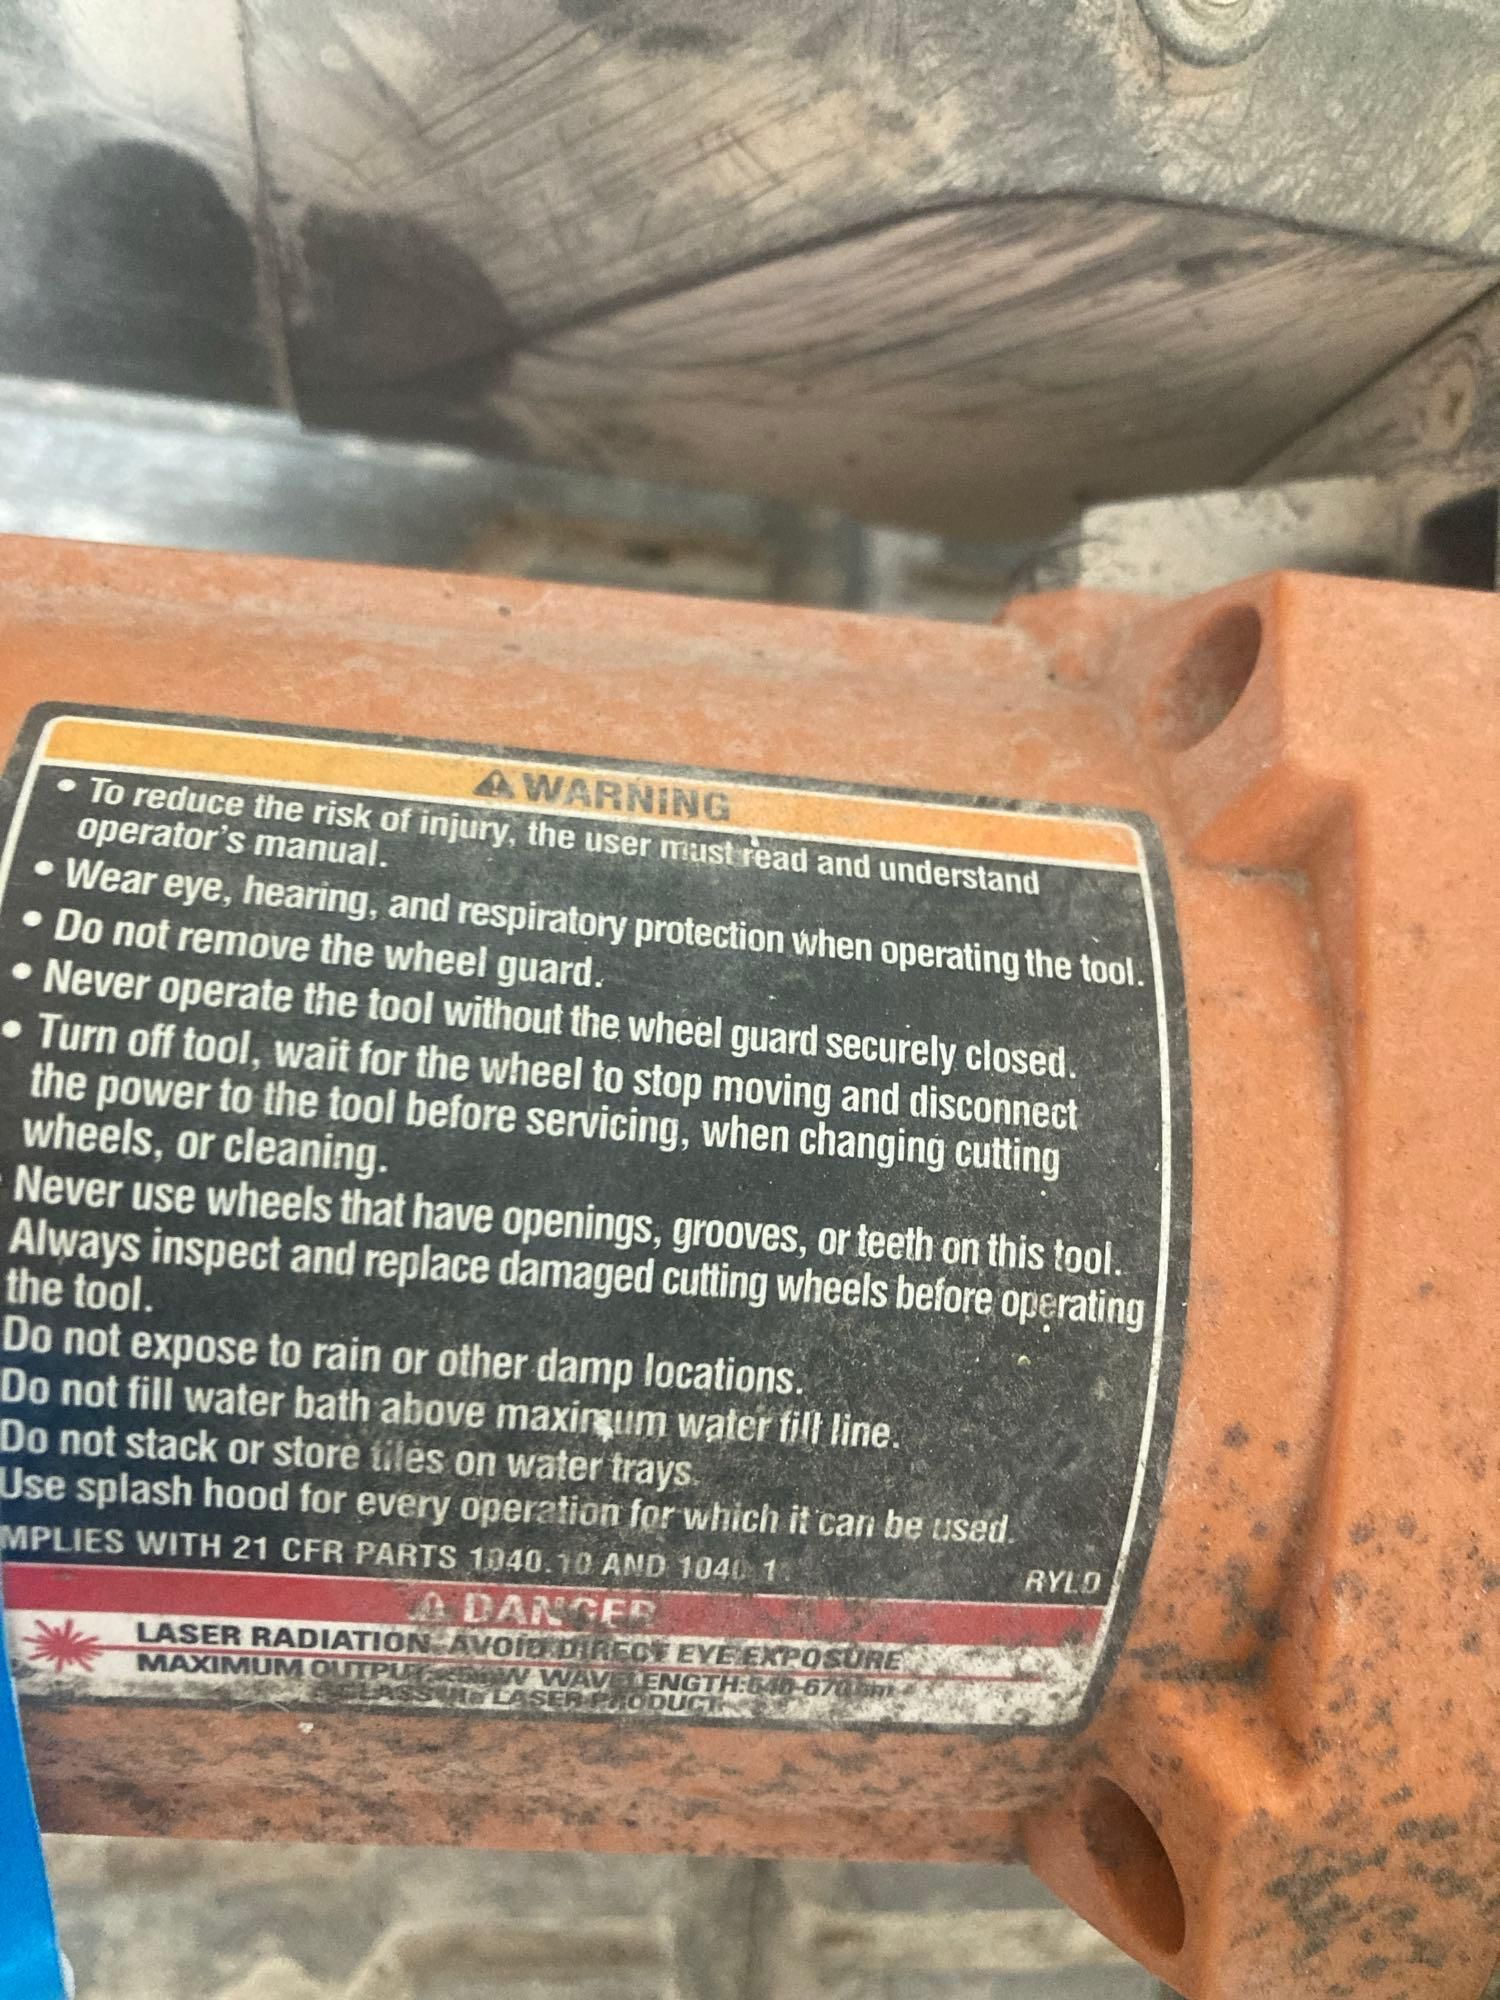 WARNING
• To reduce the risk of injury, the user must read and understand
operator's manual.
• Wear eye, hearing, and respiratory protection when operating the tool.
• Do not remove the wheel guard.
• Never operate the tool without the wheel guard securely closed.
• Turn off tool, wait for the wheel to stop moving and disconnect
the power to the tool before servicing, when changing cutting
wheels, or cleaning.
Never use wheels that have openings, grooves, or teeth on this tool.
Always inspect and replace damaged cutting wheels before operating
the tool.
Do not expose to rain or other damp locations.
Do not fill water bath above maximum water fill line.
Do not stack or store tiles on water trays.
Use splash hood for every operation for which it can be used.
MPLIES WITH 21 CFR PARTS 1040.10 AND
RYLD
DANGER
LASER RADIATION. AVOID DIRECT EYE EXPOSURE
MAXIMUM OUTPUT WAVELENGTH:
LASER PRODUCT